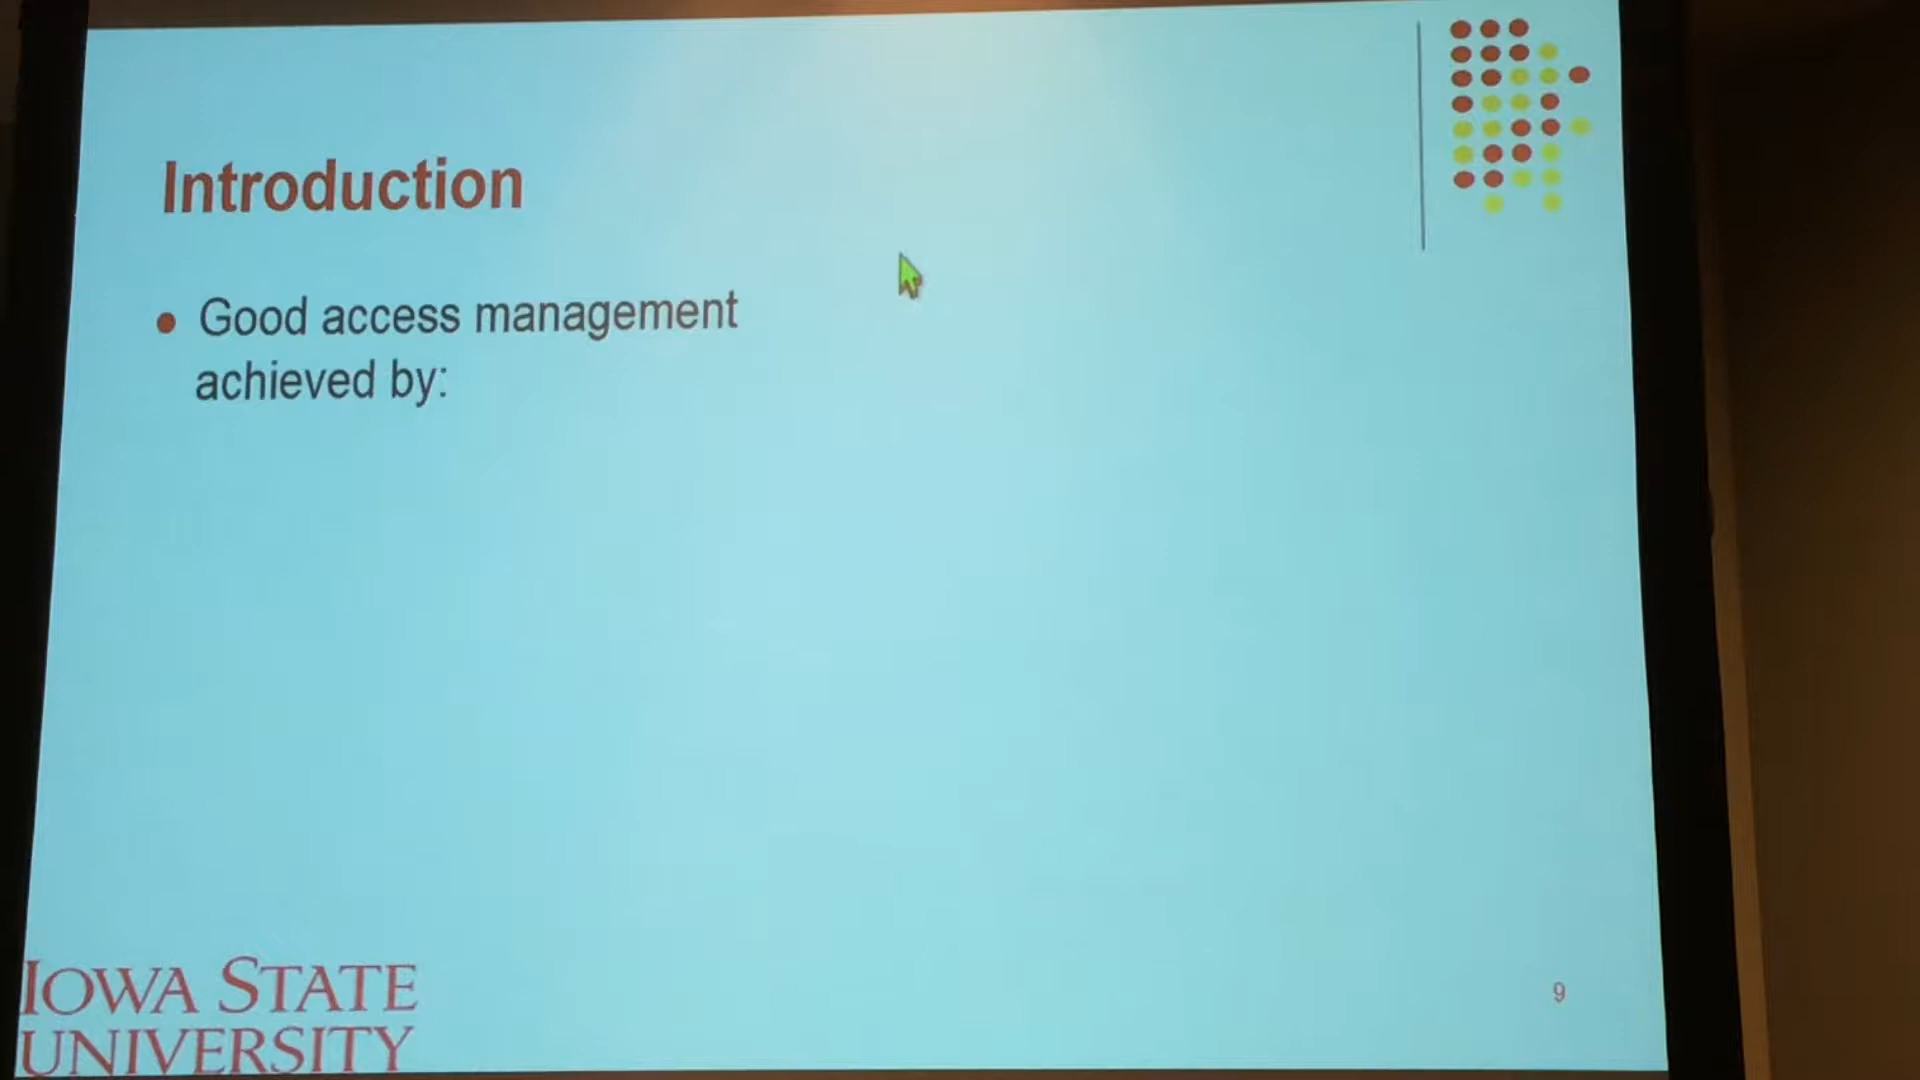 Introduction
• Good access management
achieved by:
IOWA STATE
UNIVERSITY
9